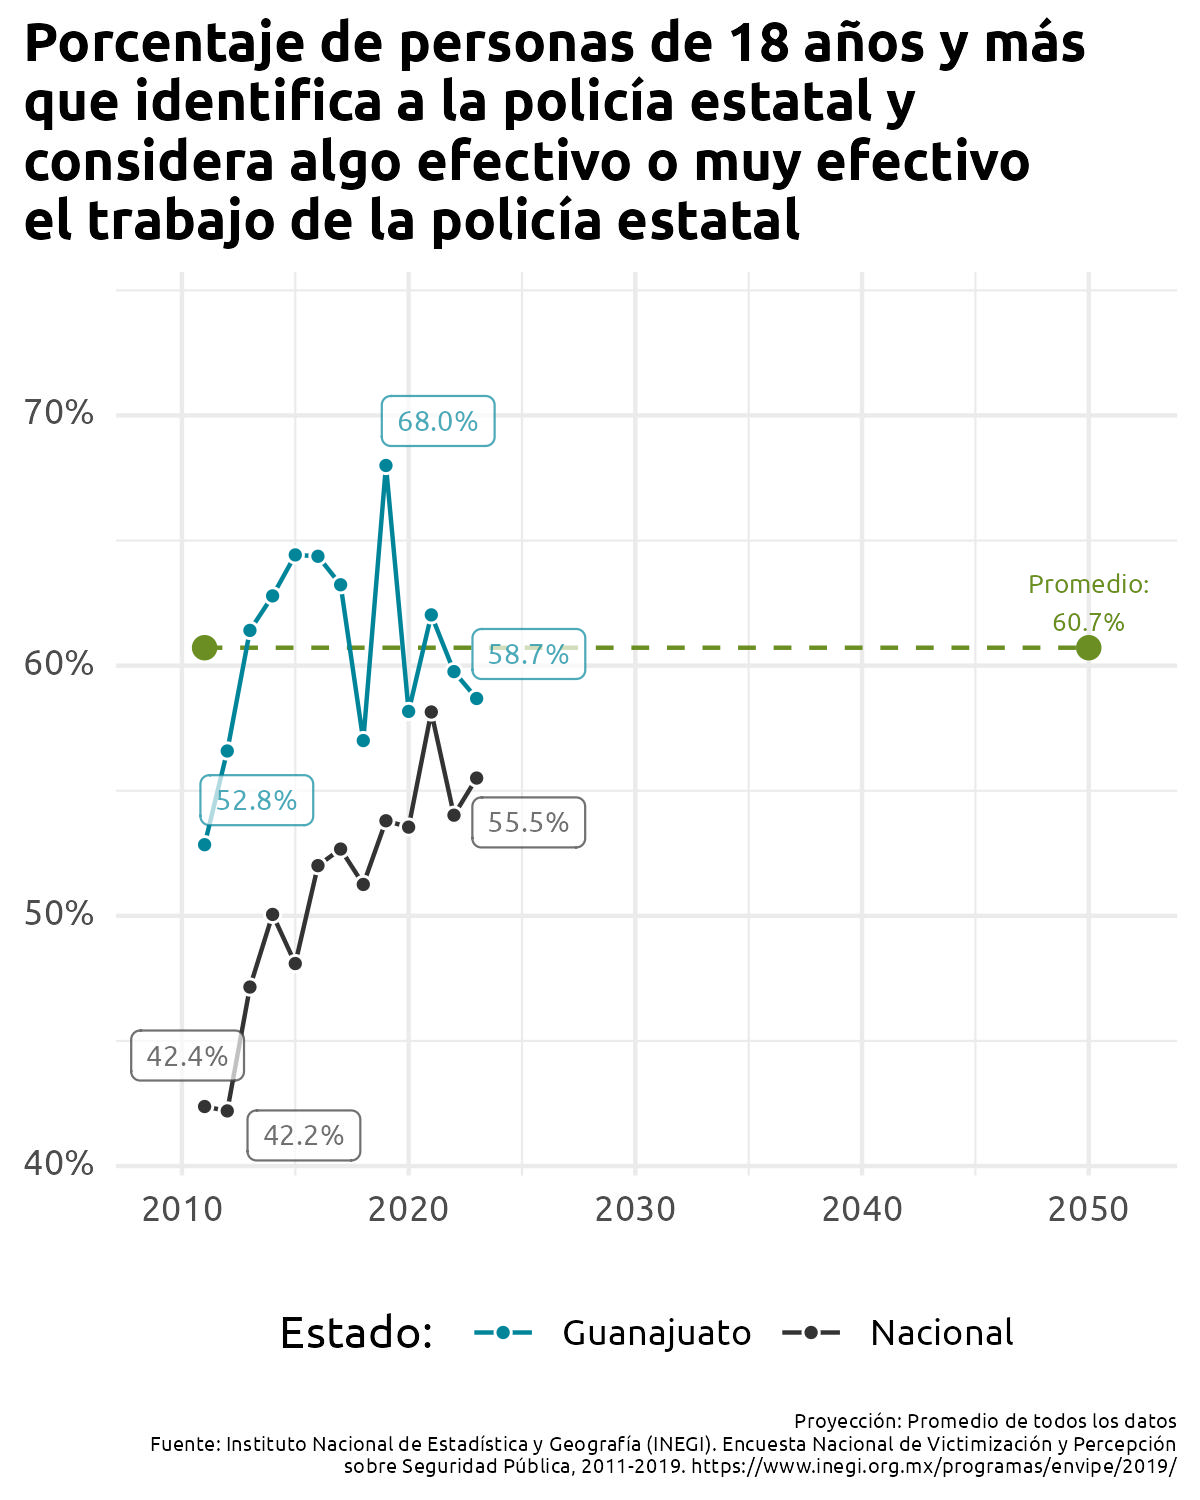 Porcentaje de personas de 18 años y más
que identifica a la policía estatal y
considera algo efectivo o muy efectivo
el trabajo de la policía estatal
70%
68.0%
Promedio:
60.7%
60%
58.7%
52.8%
55.5%
50%
42.4%
42.2%
40%
2010 2020 2030 2040 2050
Estado: Guanajuato Nacional
Proyección: Promedio de todos los datos
Fuente: Instituto Nacional de Estadística y Geografía (INEGI). Encuesta Nacional de Victimización y Percepción
sobre Seguridad Pública, 2011-2019. https://www.inegi.org.mx/programas/envipe/2019/